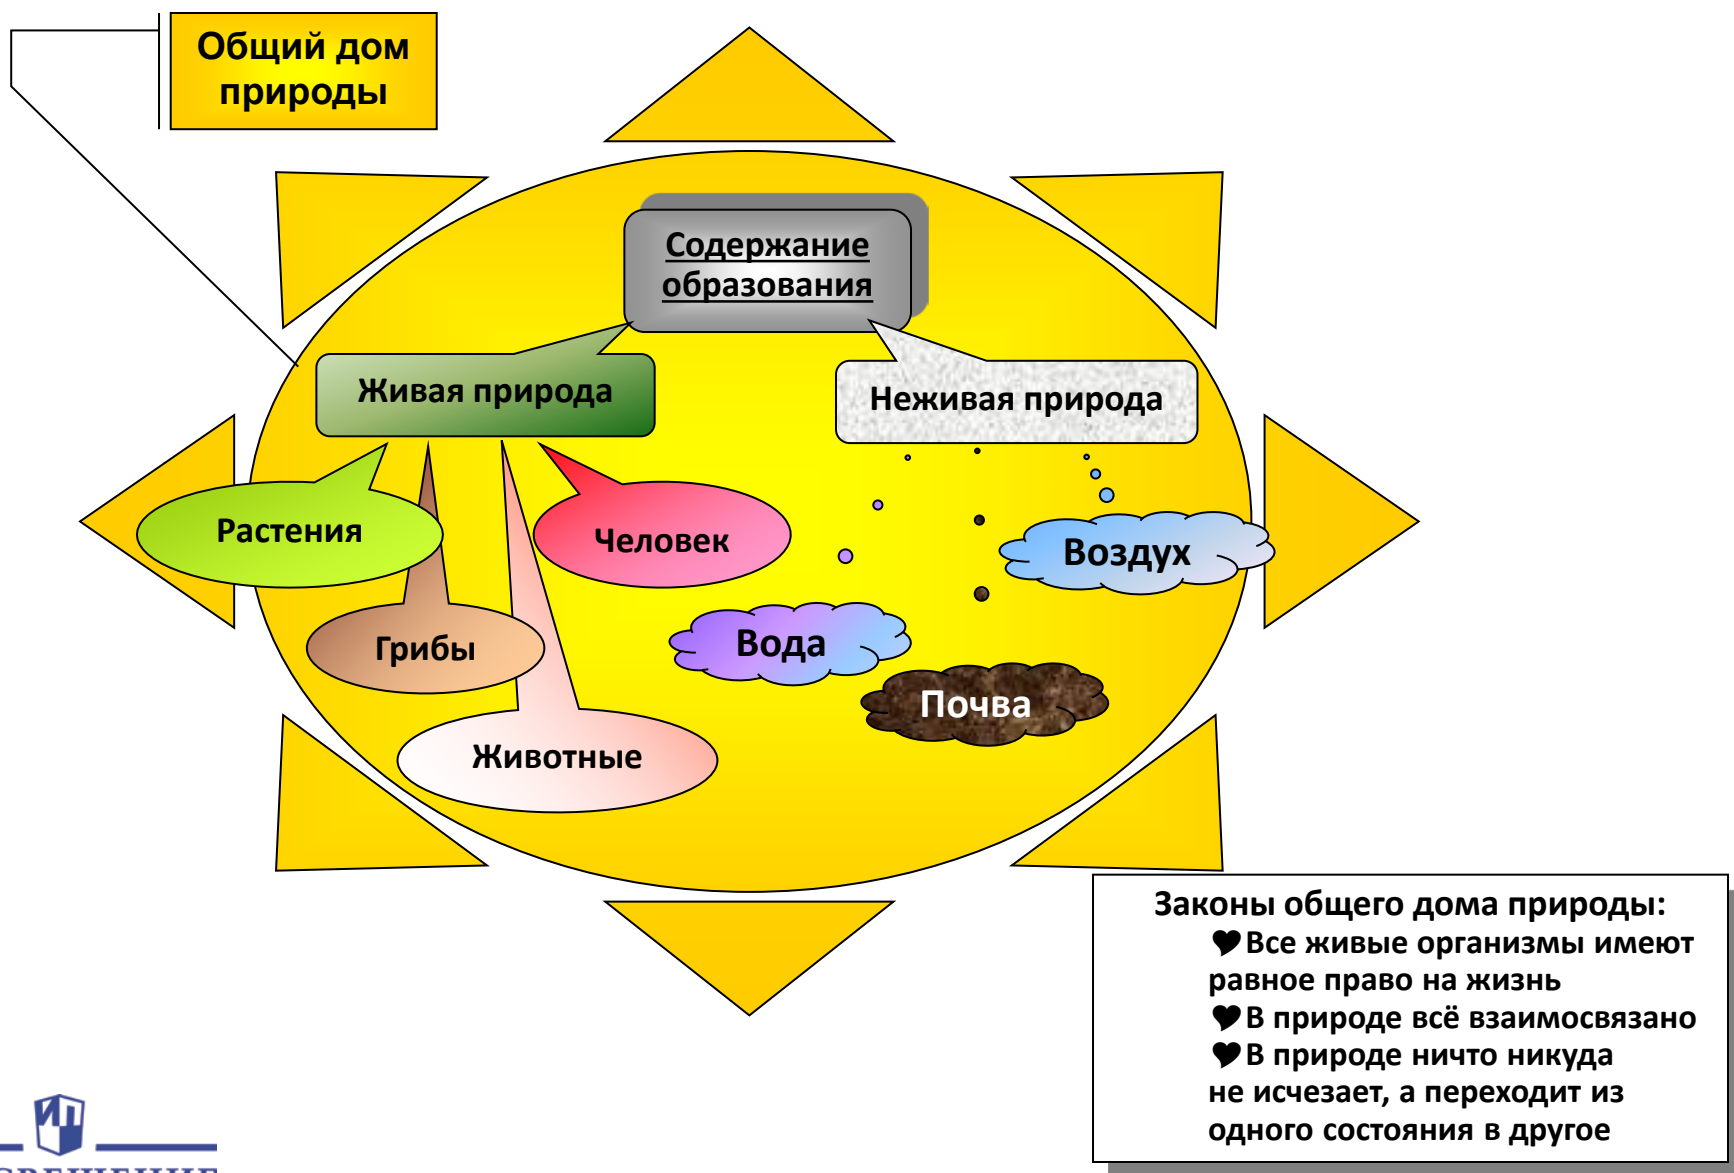 Общий дом
природы
Содержание
образования
Живая природа
Неживая природа
Растения
Человек
Воздух
Грибы
Вода
Почва
Животные
Законы общего дома природы:
Все живые организмы имеют
равное право на жизнь
В природе всё взаимосвязано
В природе ничто никуда
не исчезает, а переходит из
одного состояния в другое
ИП